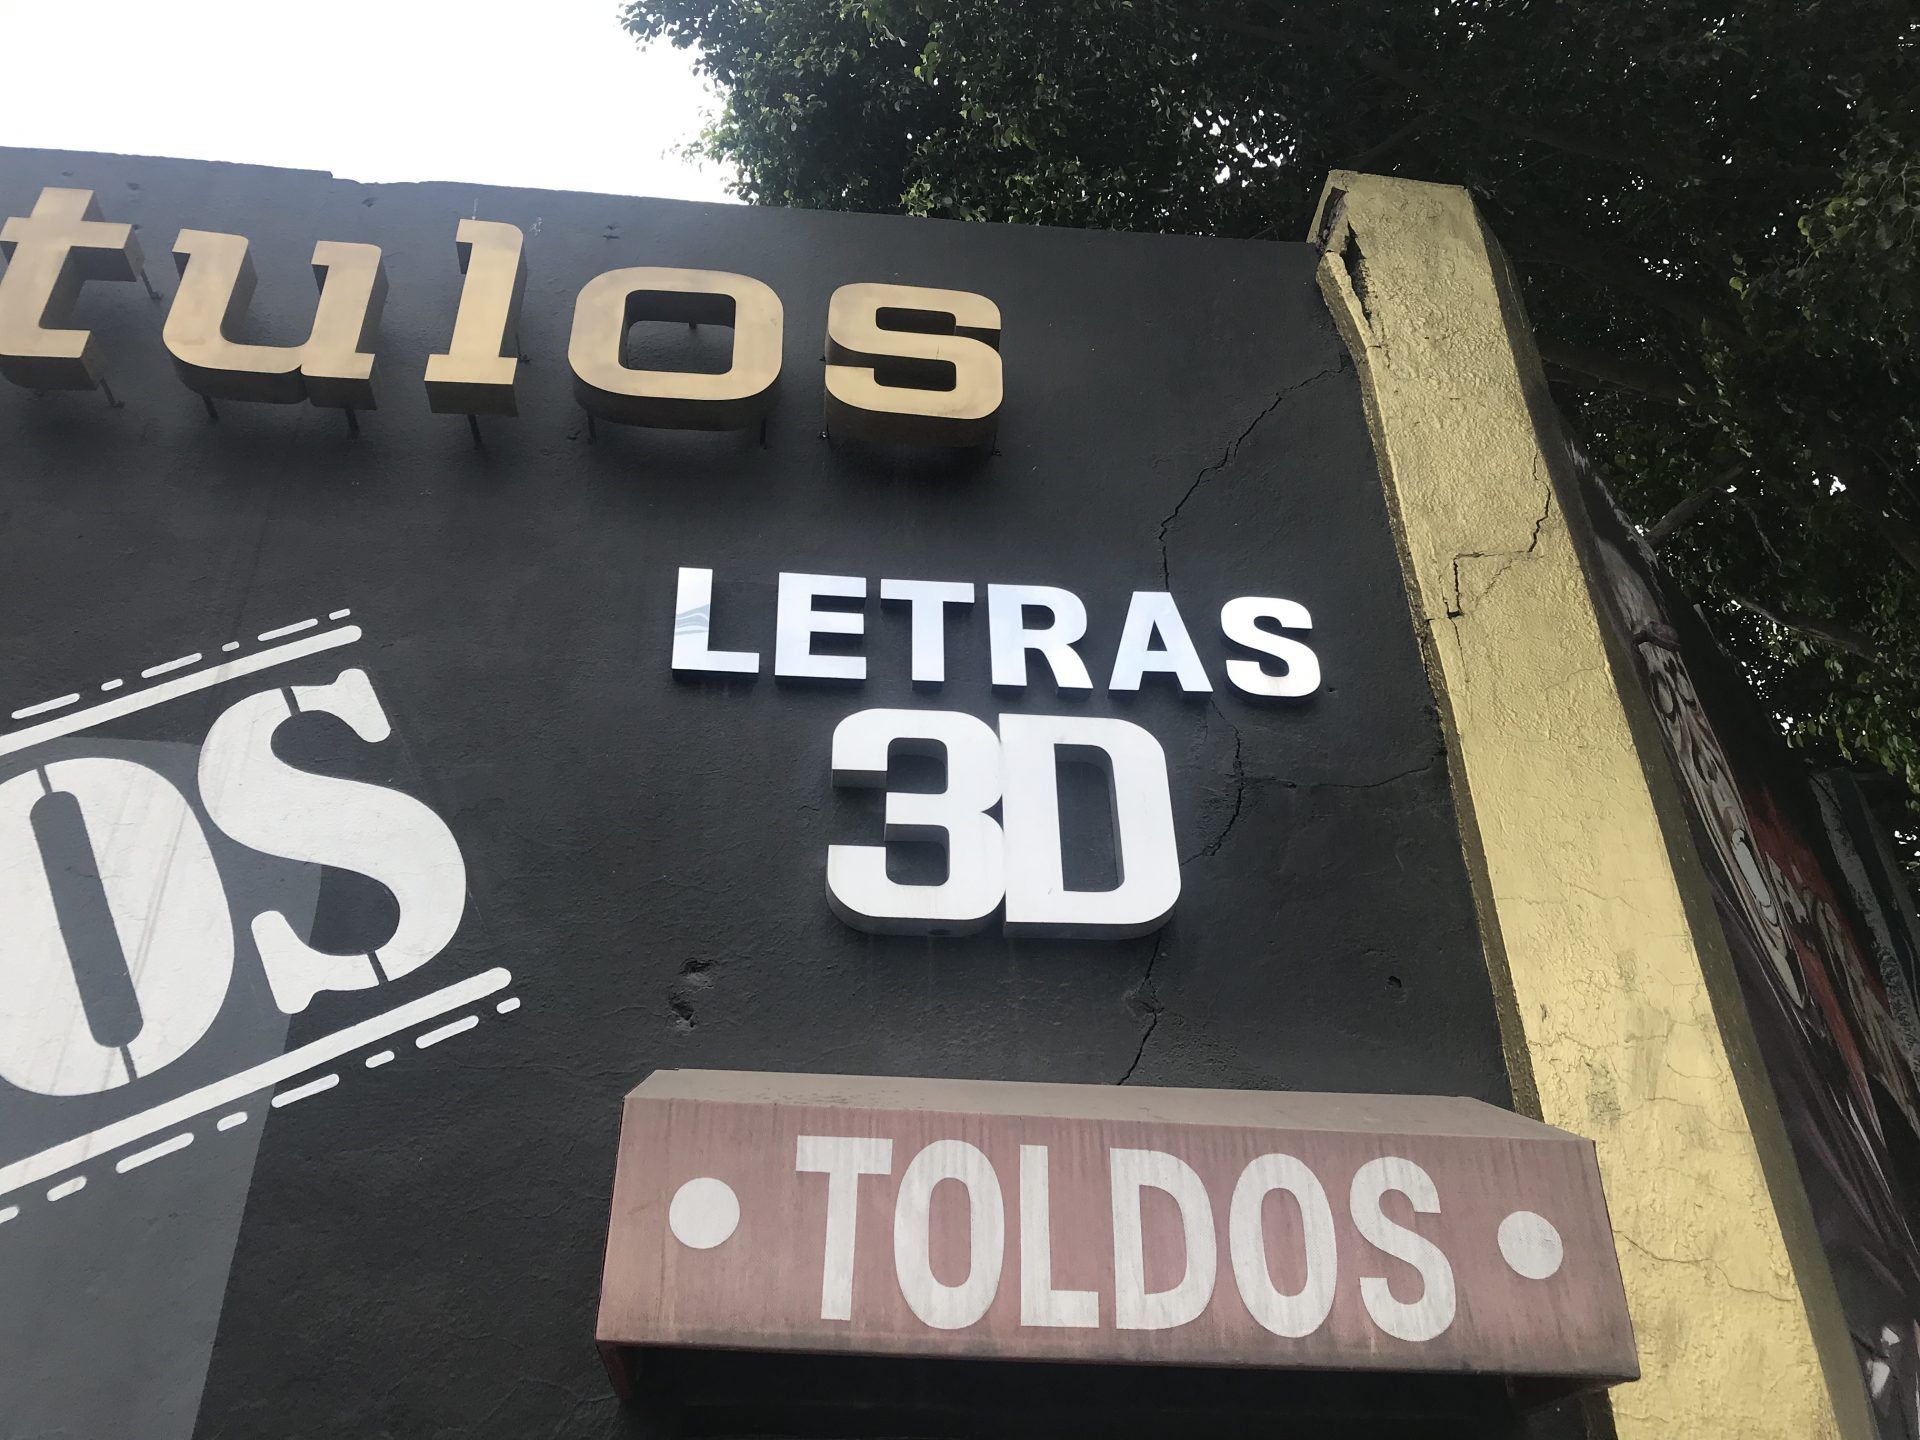 tulos
LETRAS
3D
OS
• TOLDOS •